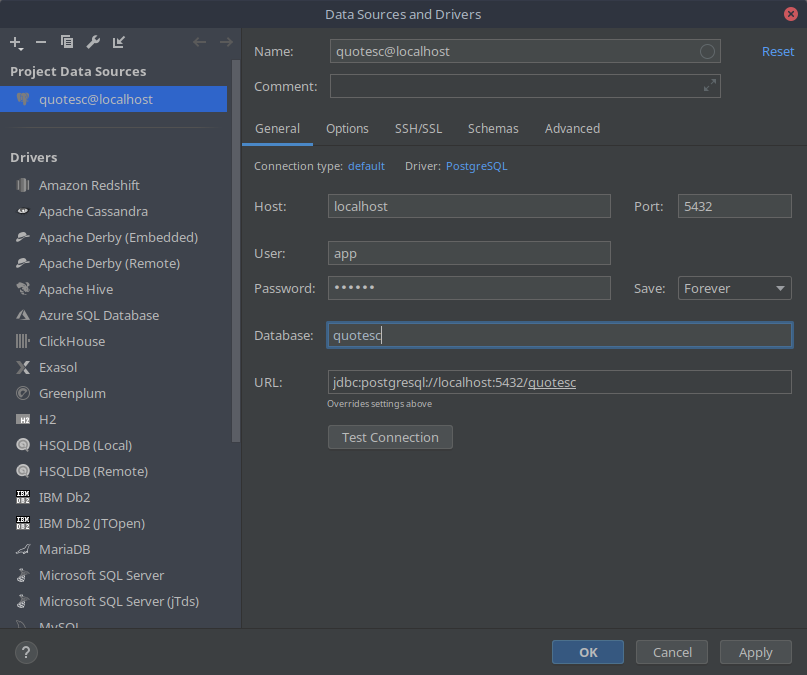 Data Sources and Drivers
Project Data Sources
quotesc@localhost
Drivers
Amazon Redshift
Apache Cassandra
Apache Derby (Embedded)
Apache Derby (Remote)
Apache Hive
Azure SQL Database
ClickHouse
Exasol
Greenplum
H2
HSQLDB (Local)
HSQLDB (Remote)
IBM Db2
IBM Db2 (JTOpen)
MariaDB
Microsoft SQL Server
Microsoft SQL Server (jTds)
MySQL
Name: quotesc@localhost Reset
Comment:
General Options SSH/SSL Schemas Advanced
Connection type: default Driver: PostgreSQL
Host: localhost Port: 5432
User: app
Password: •••••• Save: Forever
Database: quotesc
URL: jdbc:postgresql://localhost:5432/quotesc
Overrides settings above
Test Connection
? OK Cancel Apply